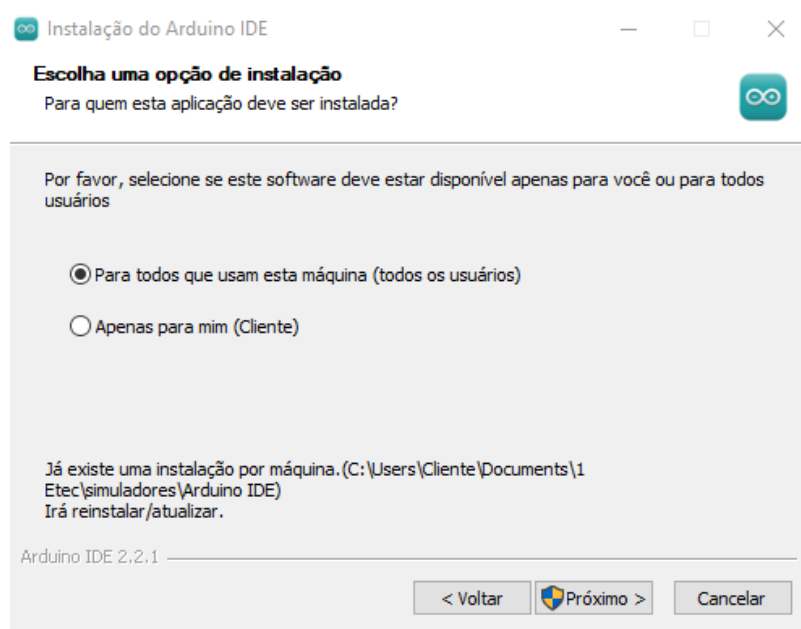 Instalação do Arduino IDE
Escolha uma opção de instalação
Para quem esta aplicação deve ser instalada?
Por favor, selecione se este software deve estar disponível apenas para você ou para todos
usuários
Para todos que usam esta máquina (todos os usuários)
Apenas para mim (Cliente)
Já existe uma instalação por máquina.(C:\Users\Cliente\Documents\1
Etec\simuladores\Arduino IDE)
Irá reinstalar/atualizar.
Arduino IDE 2.2.1
< Voltar Próximo > Cancelar